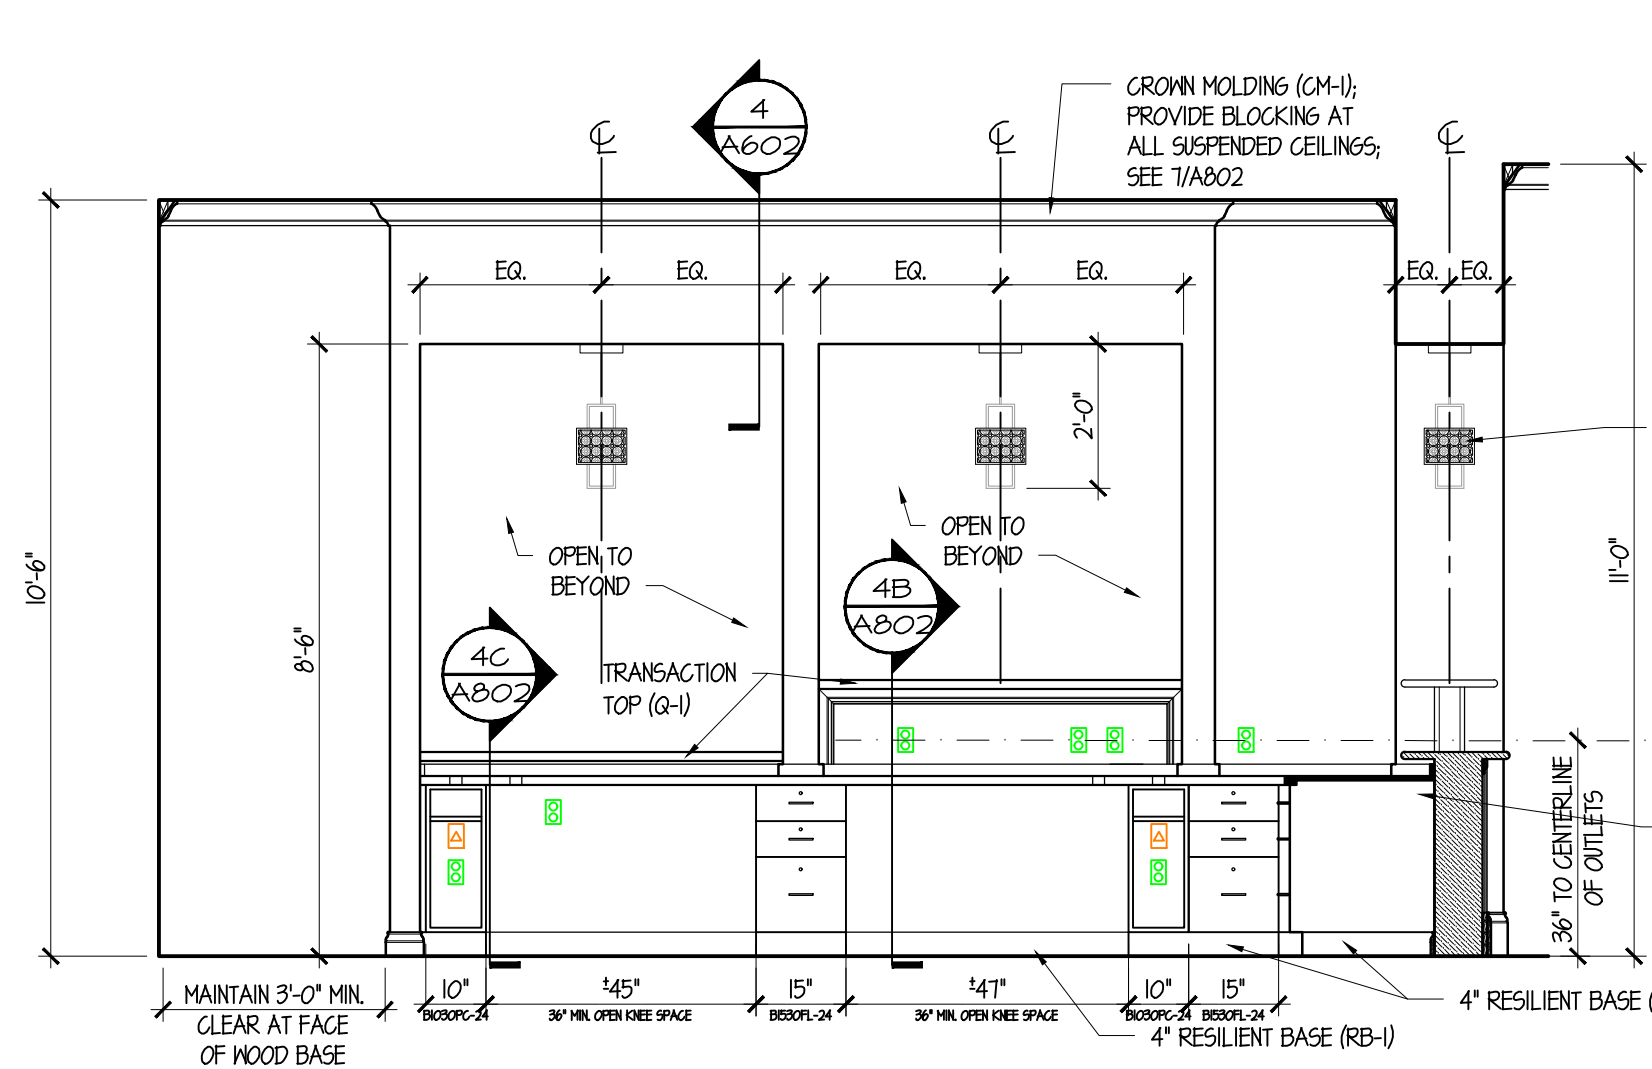 CROWN MOLDING (CM-1);
PROVIDE BLOCKING AT
ALL SUSPENDED CEILINGS;
SEE 7/A802
4
A602
℄
℄
℄
EQ.
EQ.
EQ.
EQ.
EQ.
EQ.
10'-6"
8'-6"
2'-0"
11'-0"
OPEN TO
BEYOND
OPEN TO
BEYOND
4B
A802
4C
A802
TRANSACTION
TOP (Q-1)
36" TO CENTERLINE
OF OUTLETS
MAINTAIN 3'-0" MIN.
CLEAR AT FACE
OF WOOD BASE
10"
B1030PC-24
±45"
36" MIN. OPEN KNEE SPACE
15"
B1530FL-24
±47"
36" MIN. OPEN KNEE SPACE
10"
B1030PC-24
15"
B1530FL-24
4" RESILIENT BASE (
4" RESILIENT BASE (RB-1)